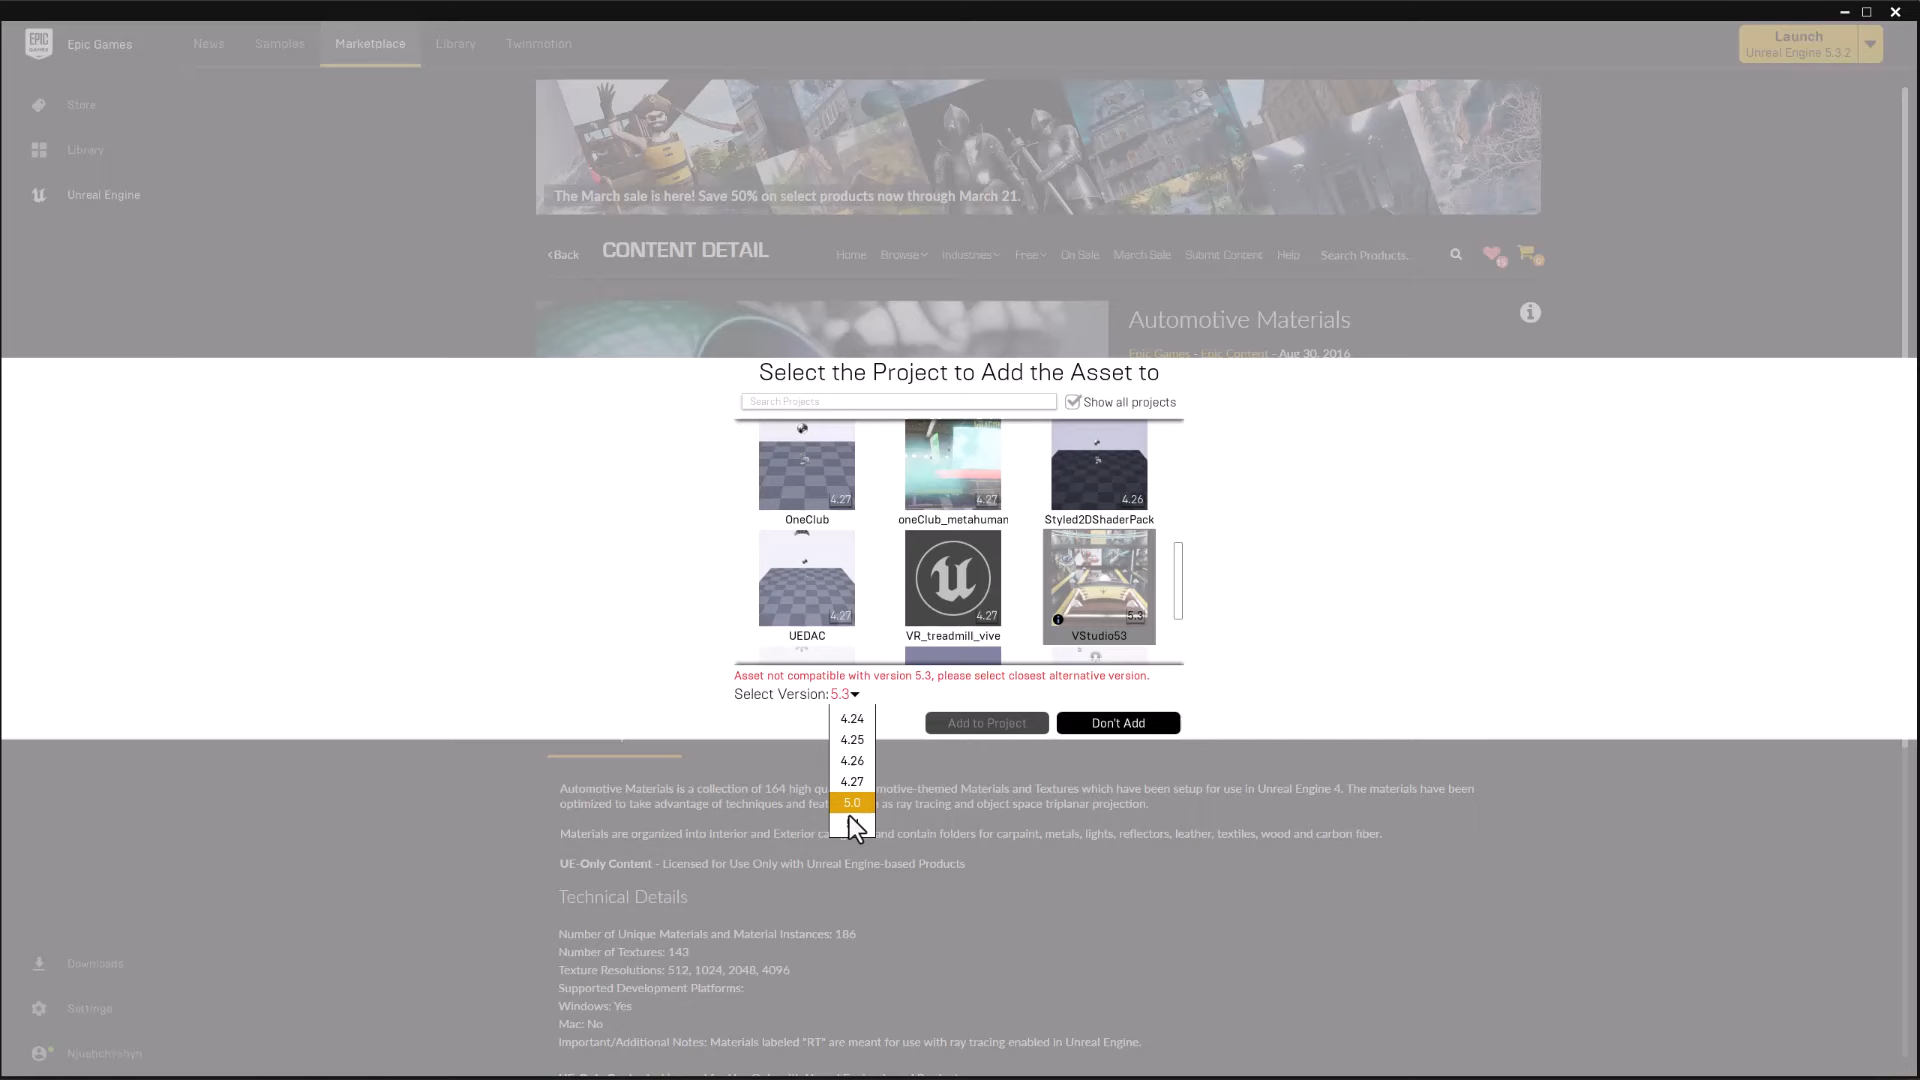 EPIC GAMES
Epic Games
News
Samples
Marketplace
Library
Twinmotion
Launch
Unreal Engine 5.3.2
Store
Library
Unreal Engine
The March sale is here! Save 50% on select products now through March 21.
Back
CONTENT DETAIL
Home
Browse
Industries
Free
On Sale
March Sale
Submit Content
Help
Search Products...
Automotive Materials
Epic Games - Epic Content - Aug 30, 2016
Select the Project to Add the Asset to
Search Projects
Show all projects
4.27
4.27
4.26
OneClub
oneClub_metahuman
Styled2DShaderPack
4.27
4.27
5.3
UEDAC
VR_treadmill_vive
VStudio53
Asset not compatible with version 5.3, please select closest alternative version.
Select Version: 5.3
4.24
4.25
4.26
4.27
5.0
Add to Project
Don't Add
Automotive Materials is a collection of 164 high motive-themed Materials and Textures which have been setup for use in Unreal Engine 4. The materials have been
optimized to take advantage of techniques and as ray tracing and object space triplanar projection.
Materials are organized into Interior and Exterior and contain folders for carpaint, metals, lights, reflectors, leather, textiles, wood and carbon fiber.
UE-Only Content - Licensed for Use Only with Unreal Engine-based Products
Technical Details
Number of Unique Materials and Material Instances: 186
Number of Textures: 143
Texture Resolutions: 512, 1024, 2048, 4096
Supported Development Platforms:
Windows: Yes
Mac: No
Important/Additional Notes: Materials labeled "RT" are meant for use with ray tracing enabled in Unreal Engine.
Downloads
Settings